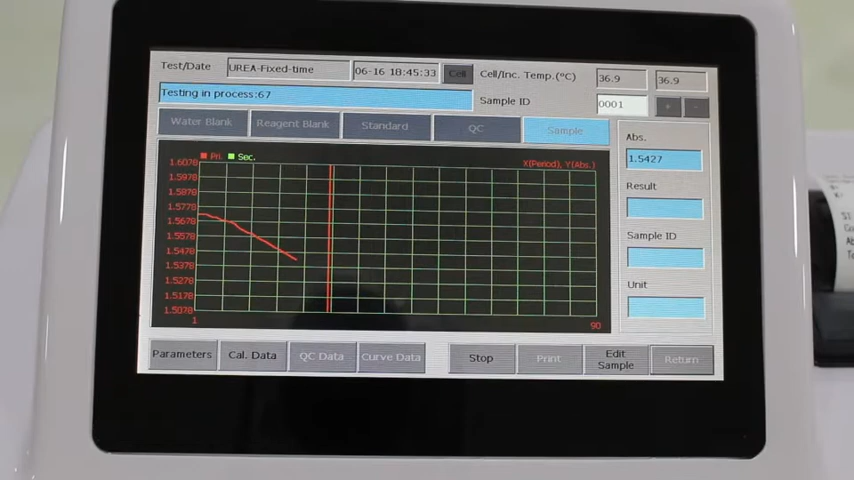 Test/Date UREA-Fixed-time 06-16 18:45:33 Cell Cell/Inc. Temp.(°C) 36.9 36.9
Testing in process:67 Sample ID 0001 + -
Water Blank Reagent Blank Standard QC Sample
Pri. Sec. X(Period), Y(Abs.)
1.6078
1.5978
1.5878
1.5778
1.5678
1.5578
1.5478
1.5378
1.5278
1.5178
1.5078
1 90
Abs.
1.5427
Result
Sample ID
Unit
Parameters Cal. Data QC Data Curve Data Stop Print Edit Sample Return